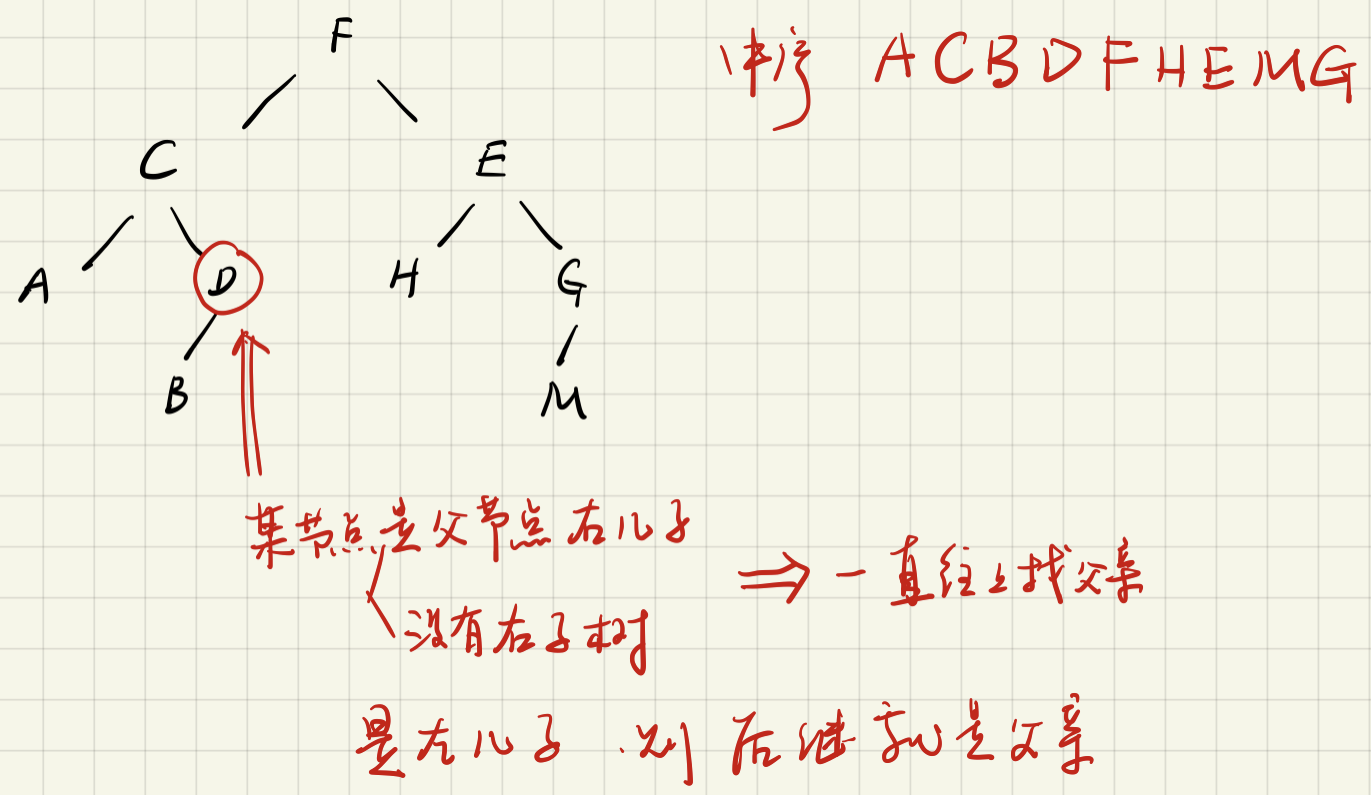 F
中序 A C B D F H E M G
C E
A D H G
B M
某节点是父节点右儿子
没有右子树
⇒ 一直往上找父亲
是左儿子.则后继就是父亲